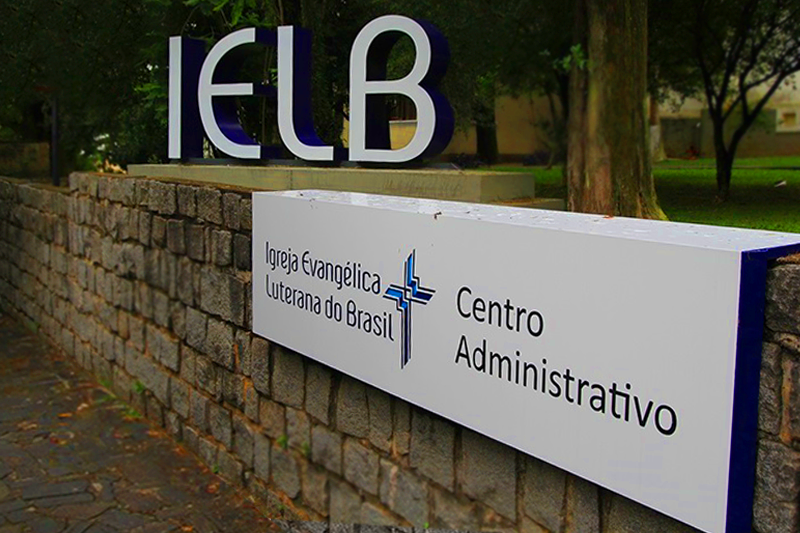 IELB
Igreja Evangélica
Luterana do Brasil
Centro
Administrativo